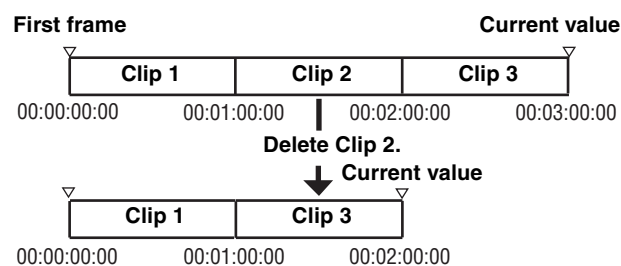 First frame Current value
Clip 1 Clip 2 Clip 3
00:00:00:00 00:01:00:00 00:02:00:00 00:03:00:00
Delete Clip 2.
Current value
Clip 1 Clip 3
00:00:00:00 00:01:00:00 00:02:00:00